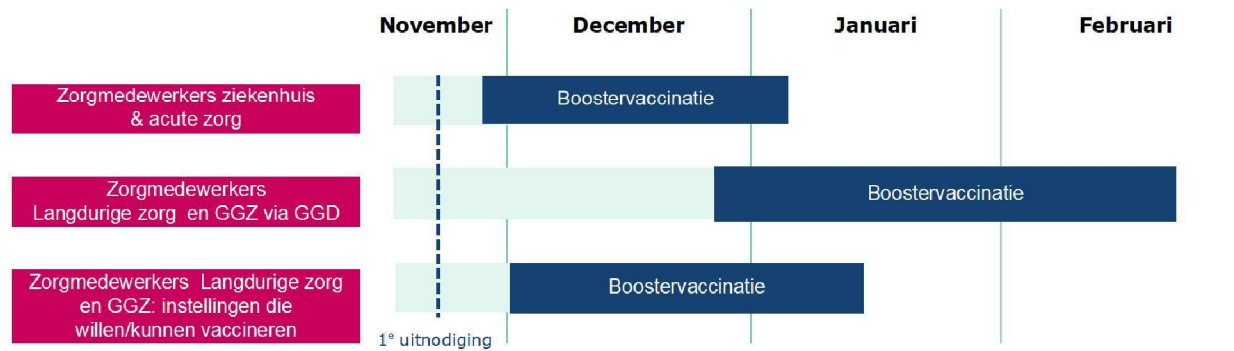 November December Januari Februari
Zorgmedewerkers ziekenhuis
& acute zorg
Boostervaccinatie
Zorgmedewerkers
Langdurige zorg en GGZ via GGD
Boostervaccinatie
Zorgmedewerkers Langdurige zorg
en GGZ: instellingen die
willen/kunnen vaccineren
Boostervaccinatie
1e uitnodiging